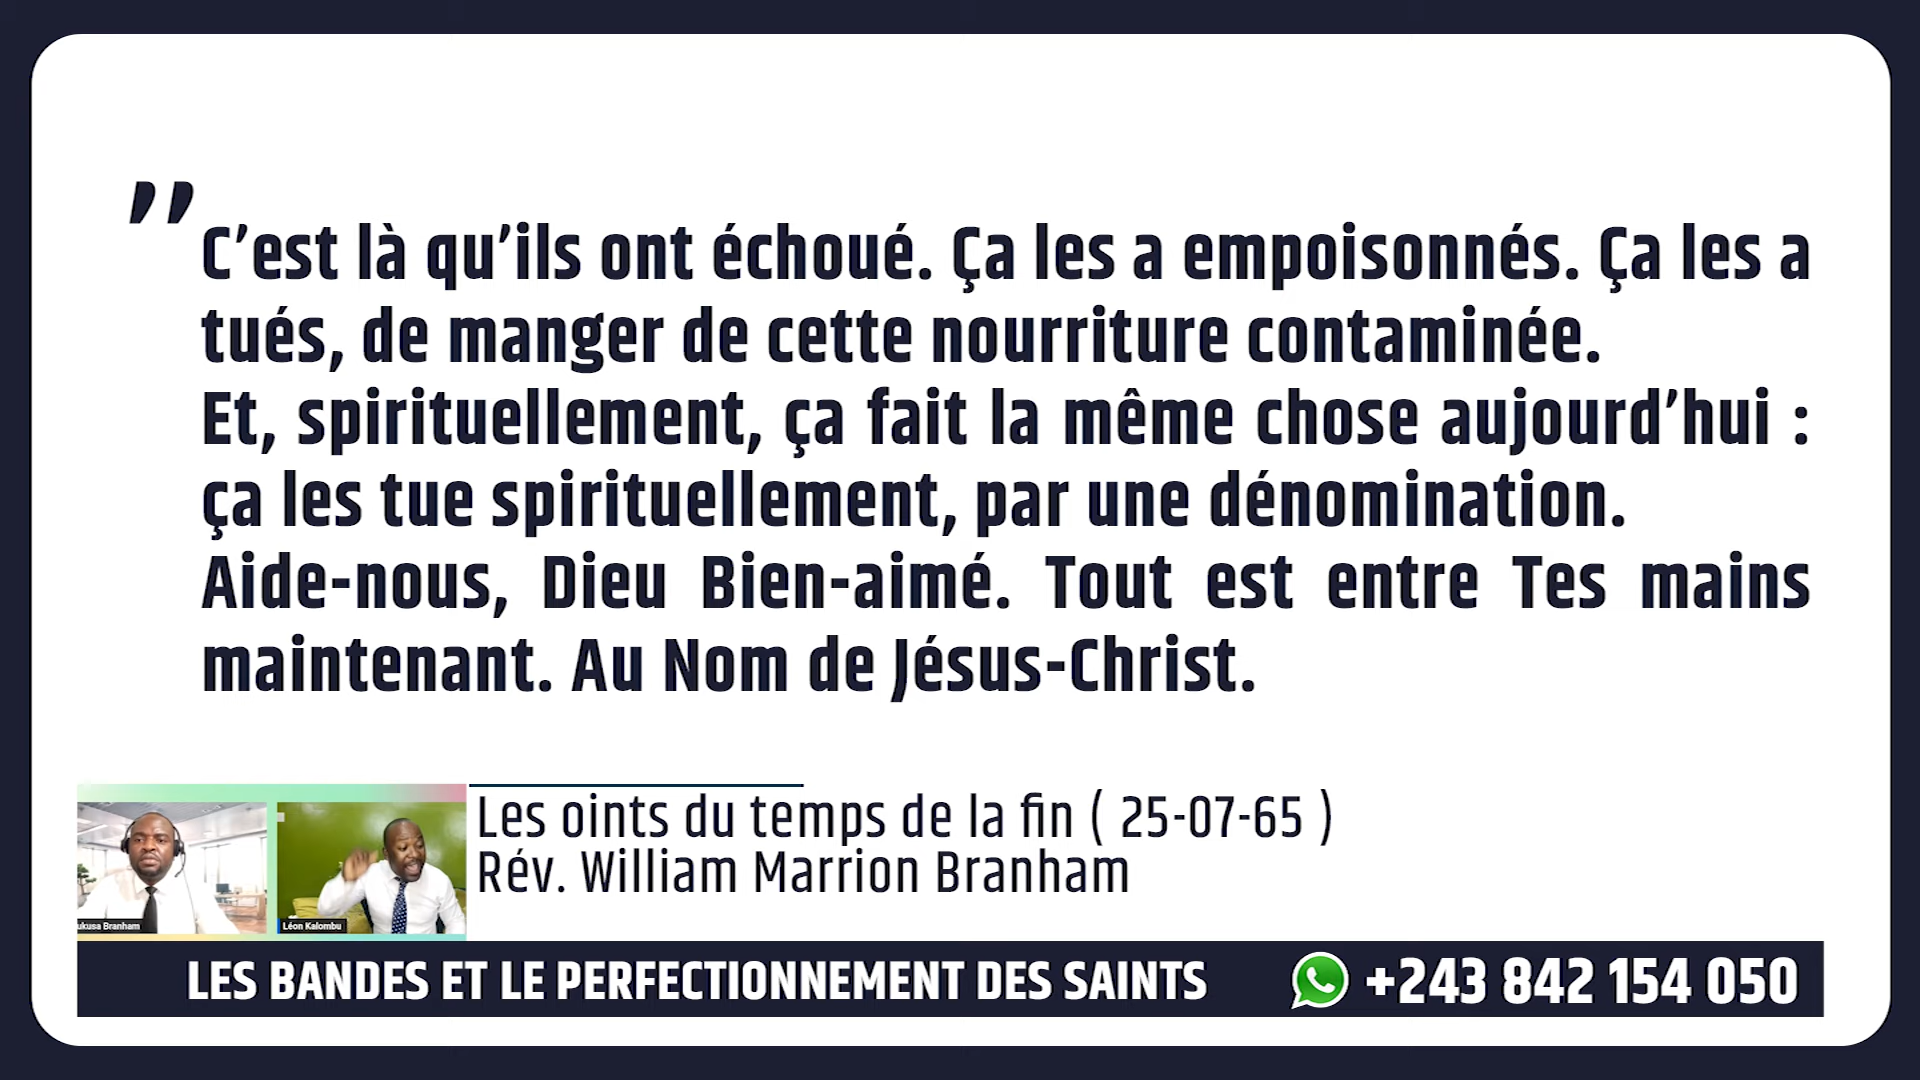 ”
C’est là qu’ils ont échoué. Ça les a empoisonnés. Ça les a
tués, de manger de cette nourriture contaminée.
Et, spirituellement, ça fait la même chose aujourd’hui :
ça les tue spirituellement, par une dénomination.
Aide-nous, Dieu Bien-aimé. Tout est entre Tes mains
maintenant. Au Nom de Jésus-Christ.
Les oints du temps de la fin ( 25-07-65 )
Rév. William Marrion Branham
ukusa Branham
Léon Kalombu
LES BANDES ET LE PERFECTIONNEMENT DES SAINTS
+243 842 154 050